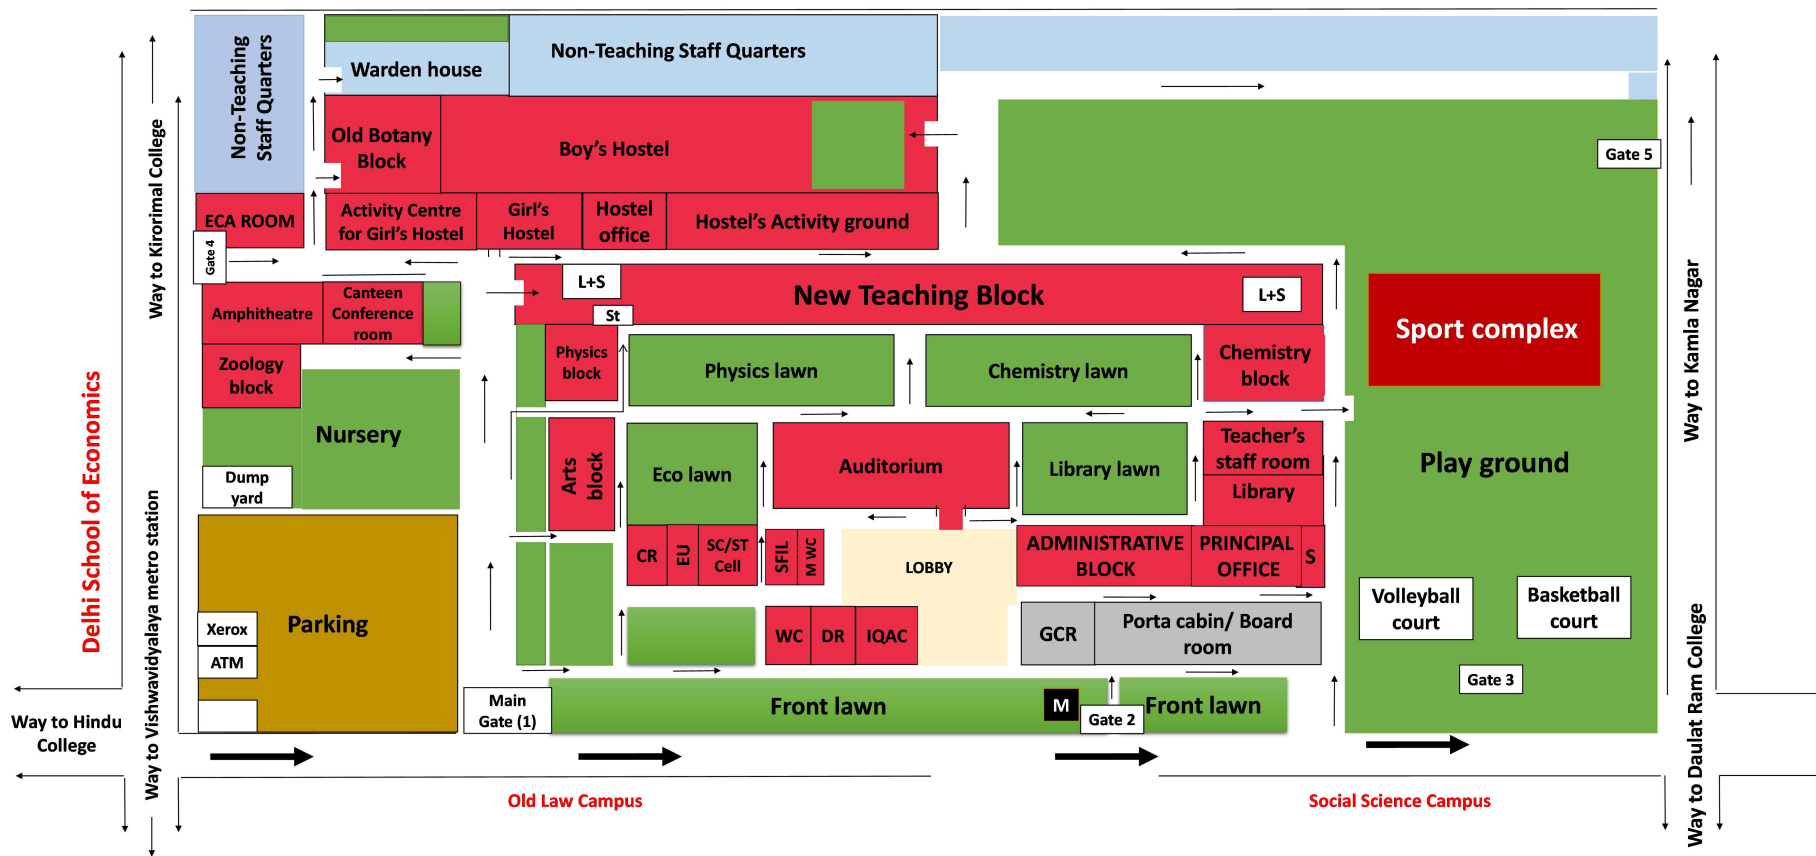 Non-Teaching
Staff Quarters
Warden house
Non-Teaching Staff Quarters
Old Botany
Block
Boy's Hostel
Gate 5
ECA ROOM
Activity Centre
for Girl's Hostel
Girl's
Hostel
Hostel
office
Hostel's Activity ground
Gate 4
Way to Kirorimal College
L+S
New Teaching Block
L+S
St
Amphitheatre
Canteen
Conference
room
Sport complex
Way to Kamla Nagar
Zoology
block
Physics
block
Physics lawn
Chemistry lawn
Chemistry
block
Nursery
Arts
block
Eco lawn
Auditorium
Library lawn
Teacher's
staff room
Library
Play ground
Dump
yard
Delhi School of Economics
CR
EU
SC/ST
Cell
SFIL
M WC
LOBBY
ADMINISTRATIVE
BLOCK
PRINCIPAL
OFFICE
S
Parking
Xerox
ATM
WC
DR
IQAC
GCR
Porta cabin/ Board
room
Volleyball
court
Basketball
court
Gate 3
Way to Vishwavidyalaya metro station
Way to Hindu
College
Main
Gate (1)
Front lawn
M
Gate 2
Front lawn
Way to Daulat Ram College
Old Law Campus
Social Science Campus